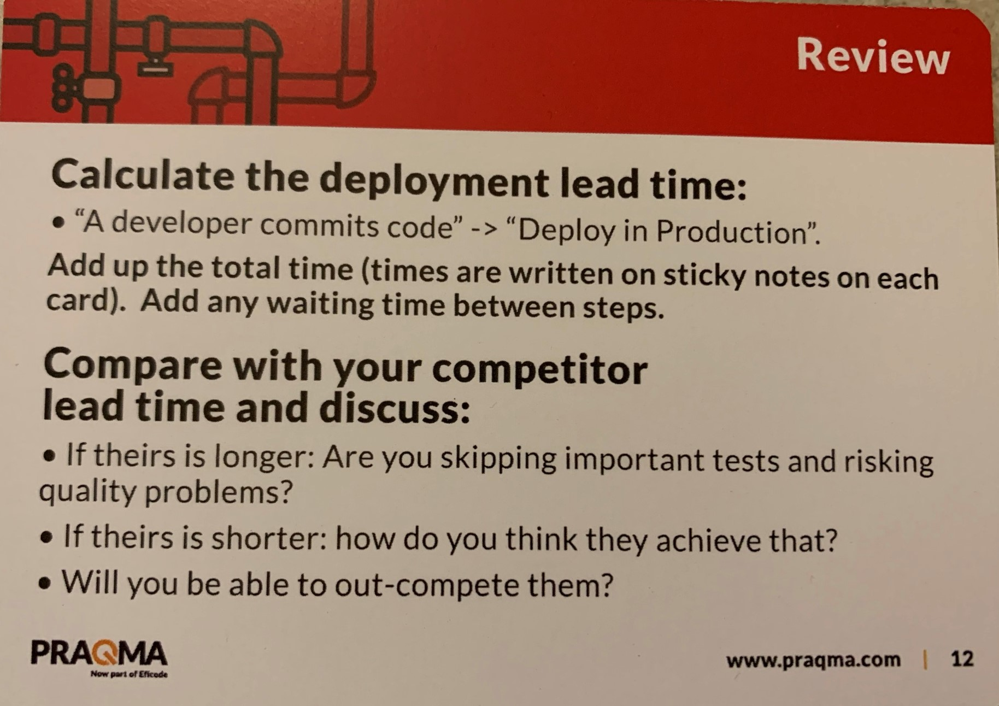 Review
Calculate the deployment lead time:
• “A developer commits code” -> “Deploy in Production”.
Add up the total time (times are written on sticky notes on each
card).  Add any waiting time between steps.
Compare with your competitor
lead time and discuss:
• If theirs is longer: Are you skipping important tests and risking
quality problems?
• If theirs is shorter: how do you think they achieve that?
• Will you be able to out-compete them?
PRAQMA
Now part of Eficode
www.praqma.com | 12